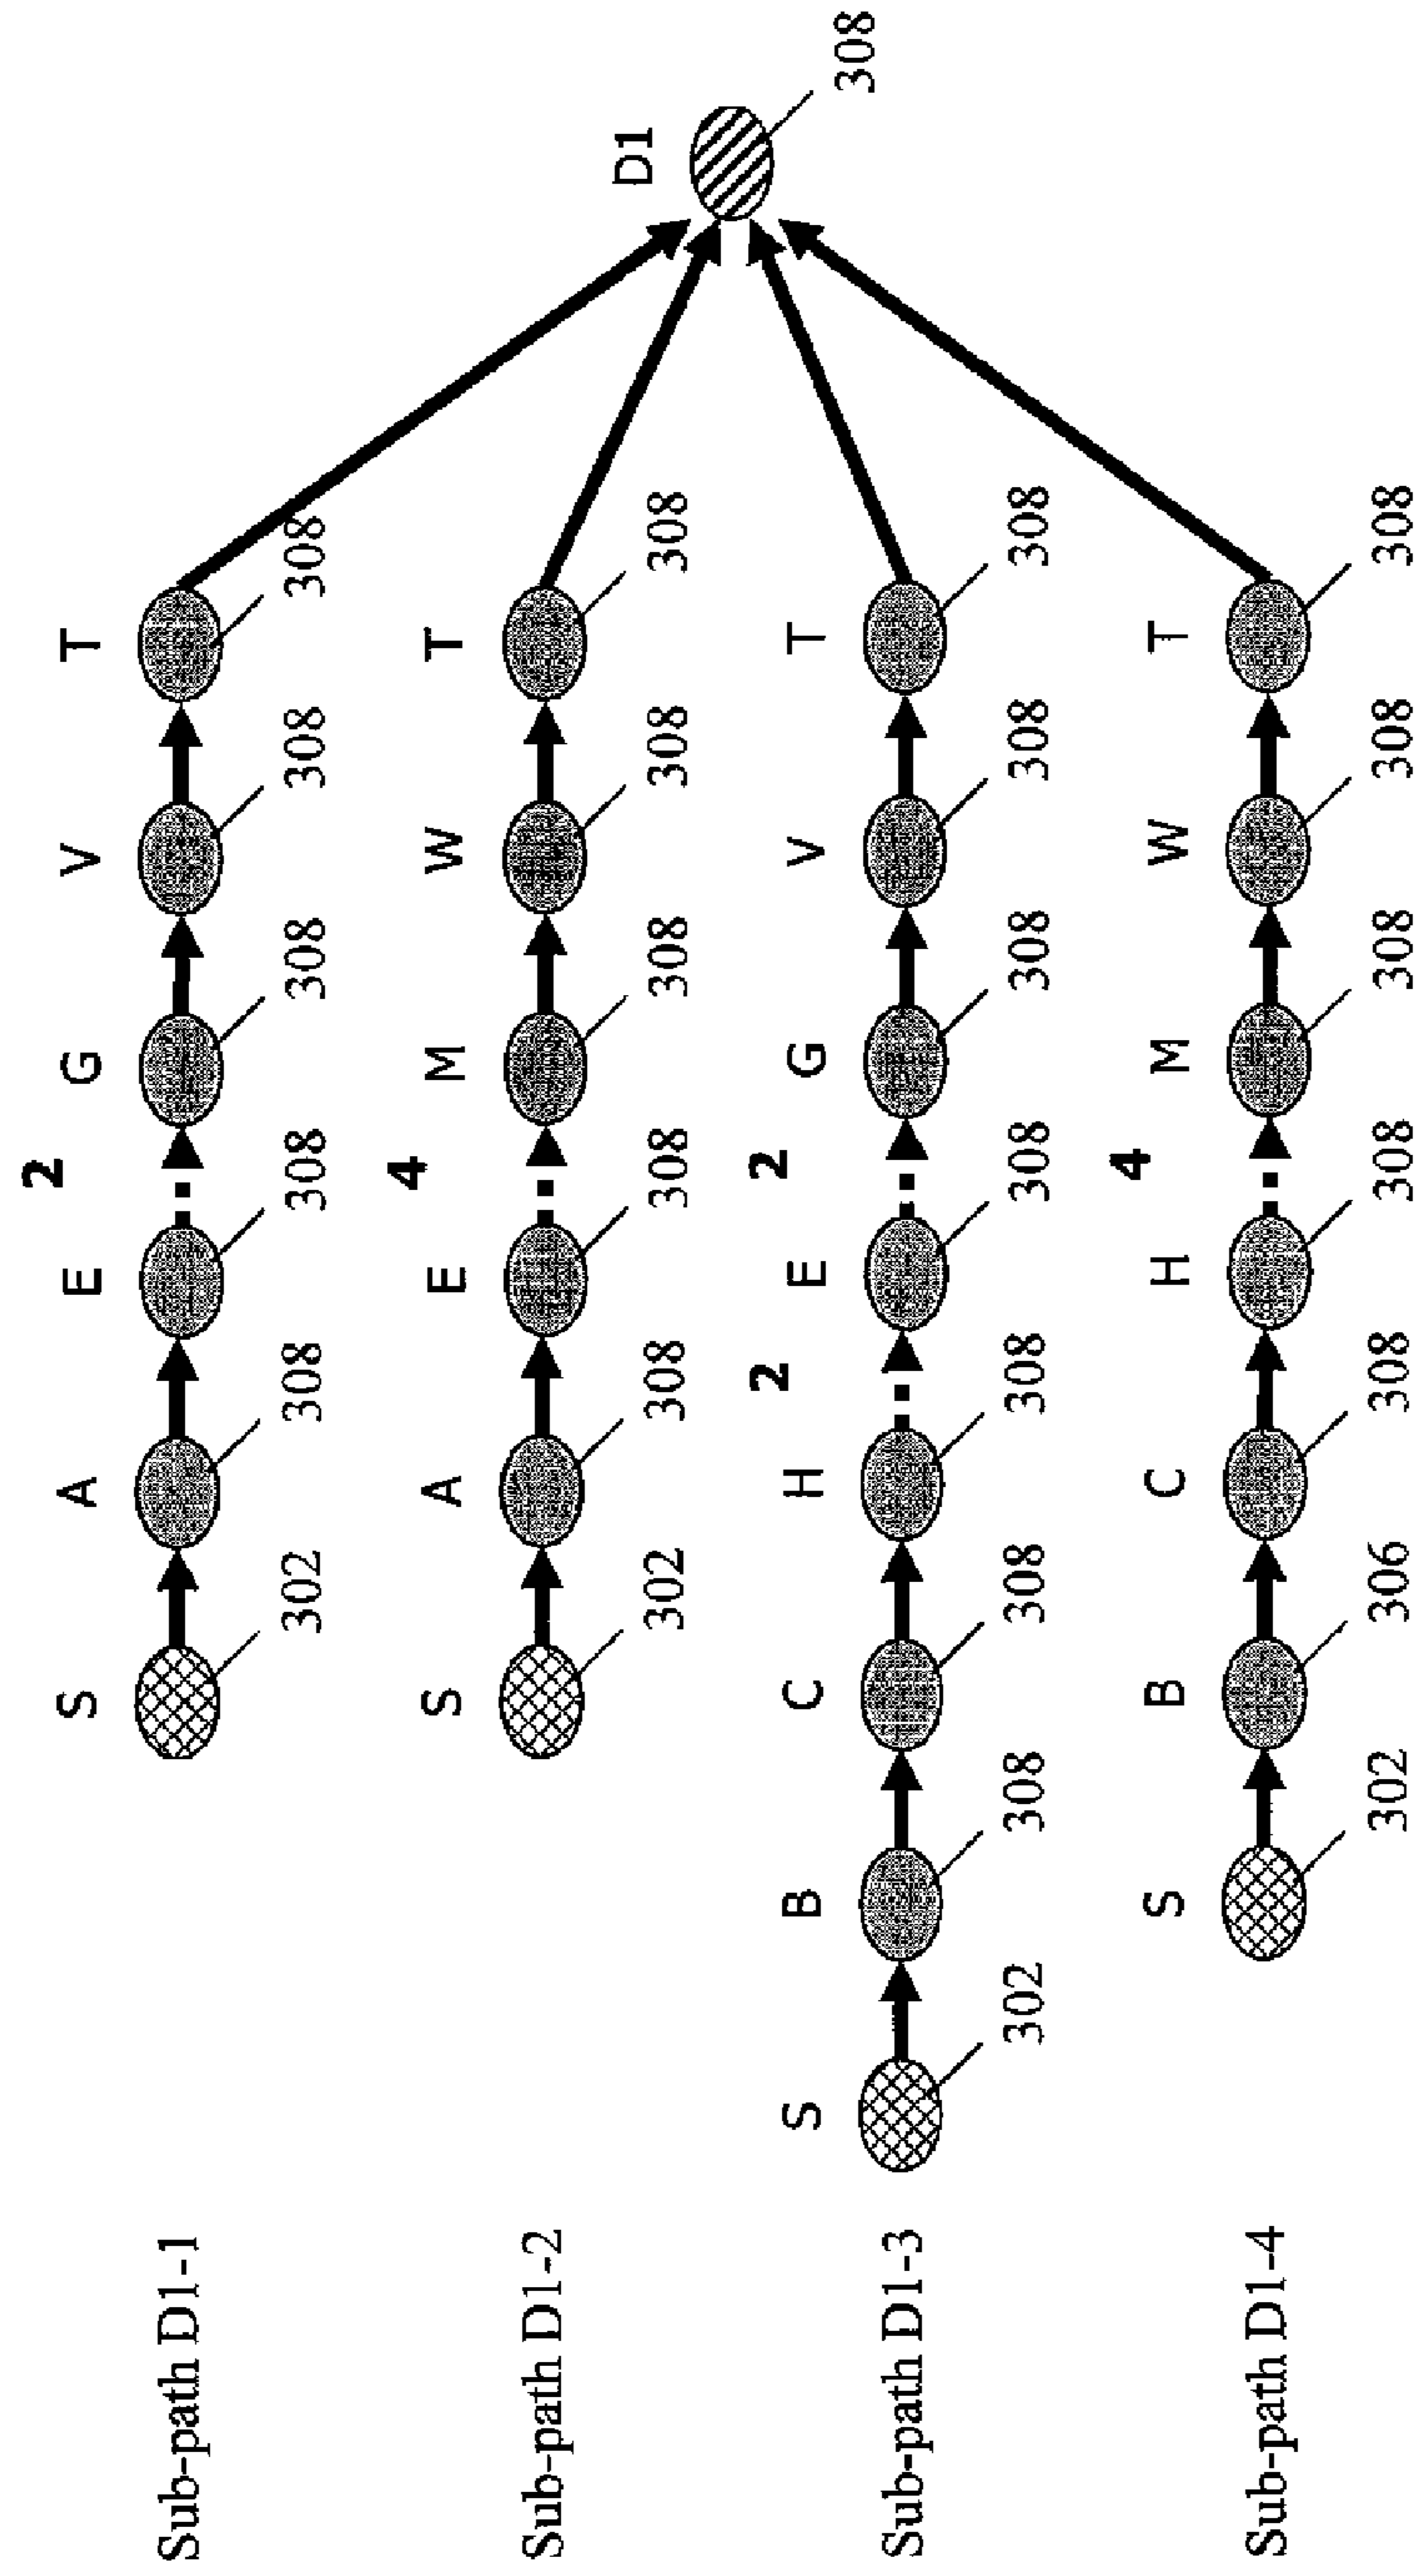 D1
308
Sub-path D1-1
S A E 2 G V T
302 308 308 308 308 308
Sub-path D1-2
S A E 4 M W T
302 308 308 308 308 308
Sub-path D1-3
S B C H 2 E 2 G V T
302 308 308 308 308 308 308 308
Sub-path D1-4
S B C H 4 M W T
302 306 308 308 308 308 308